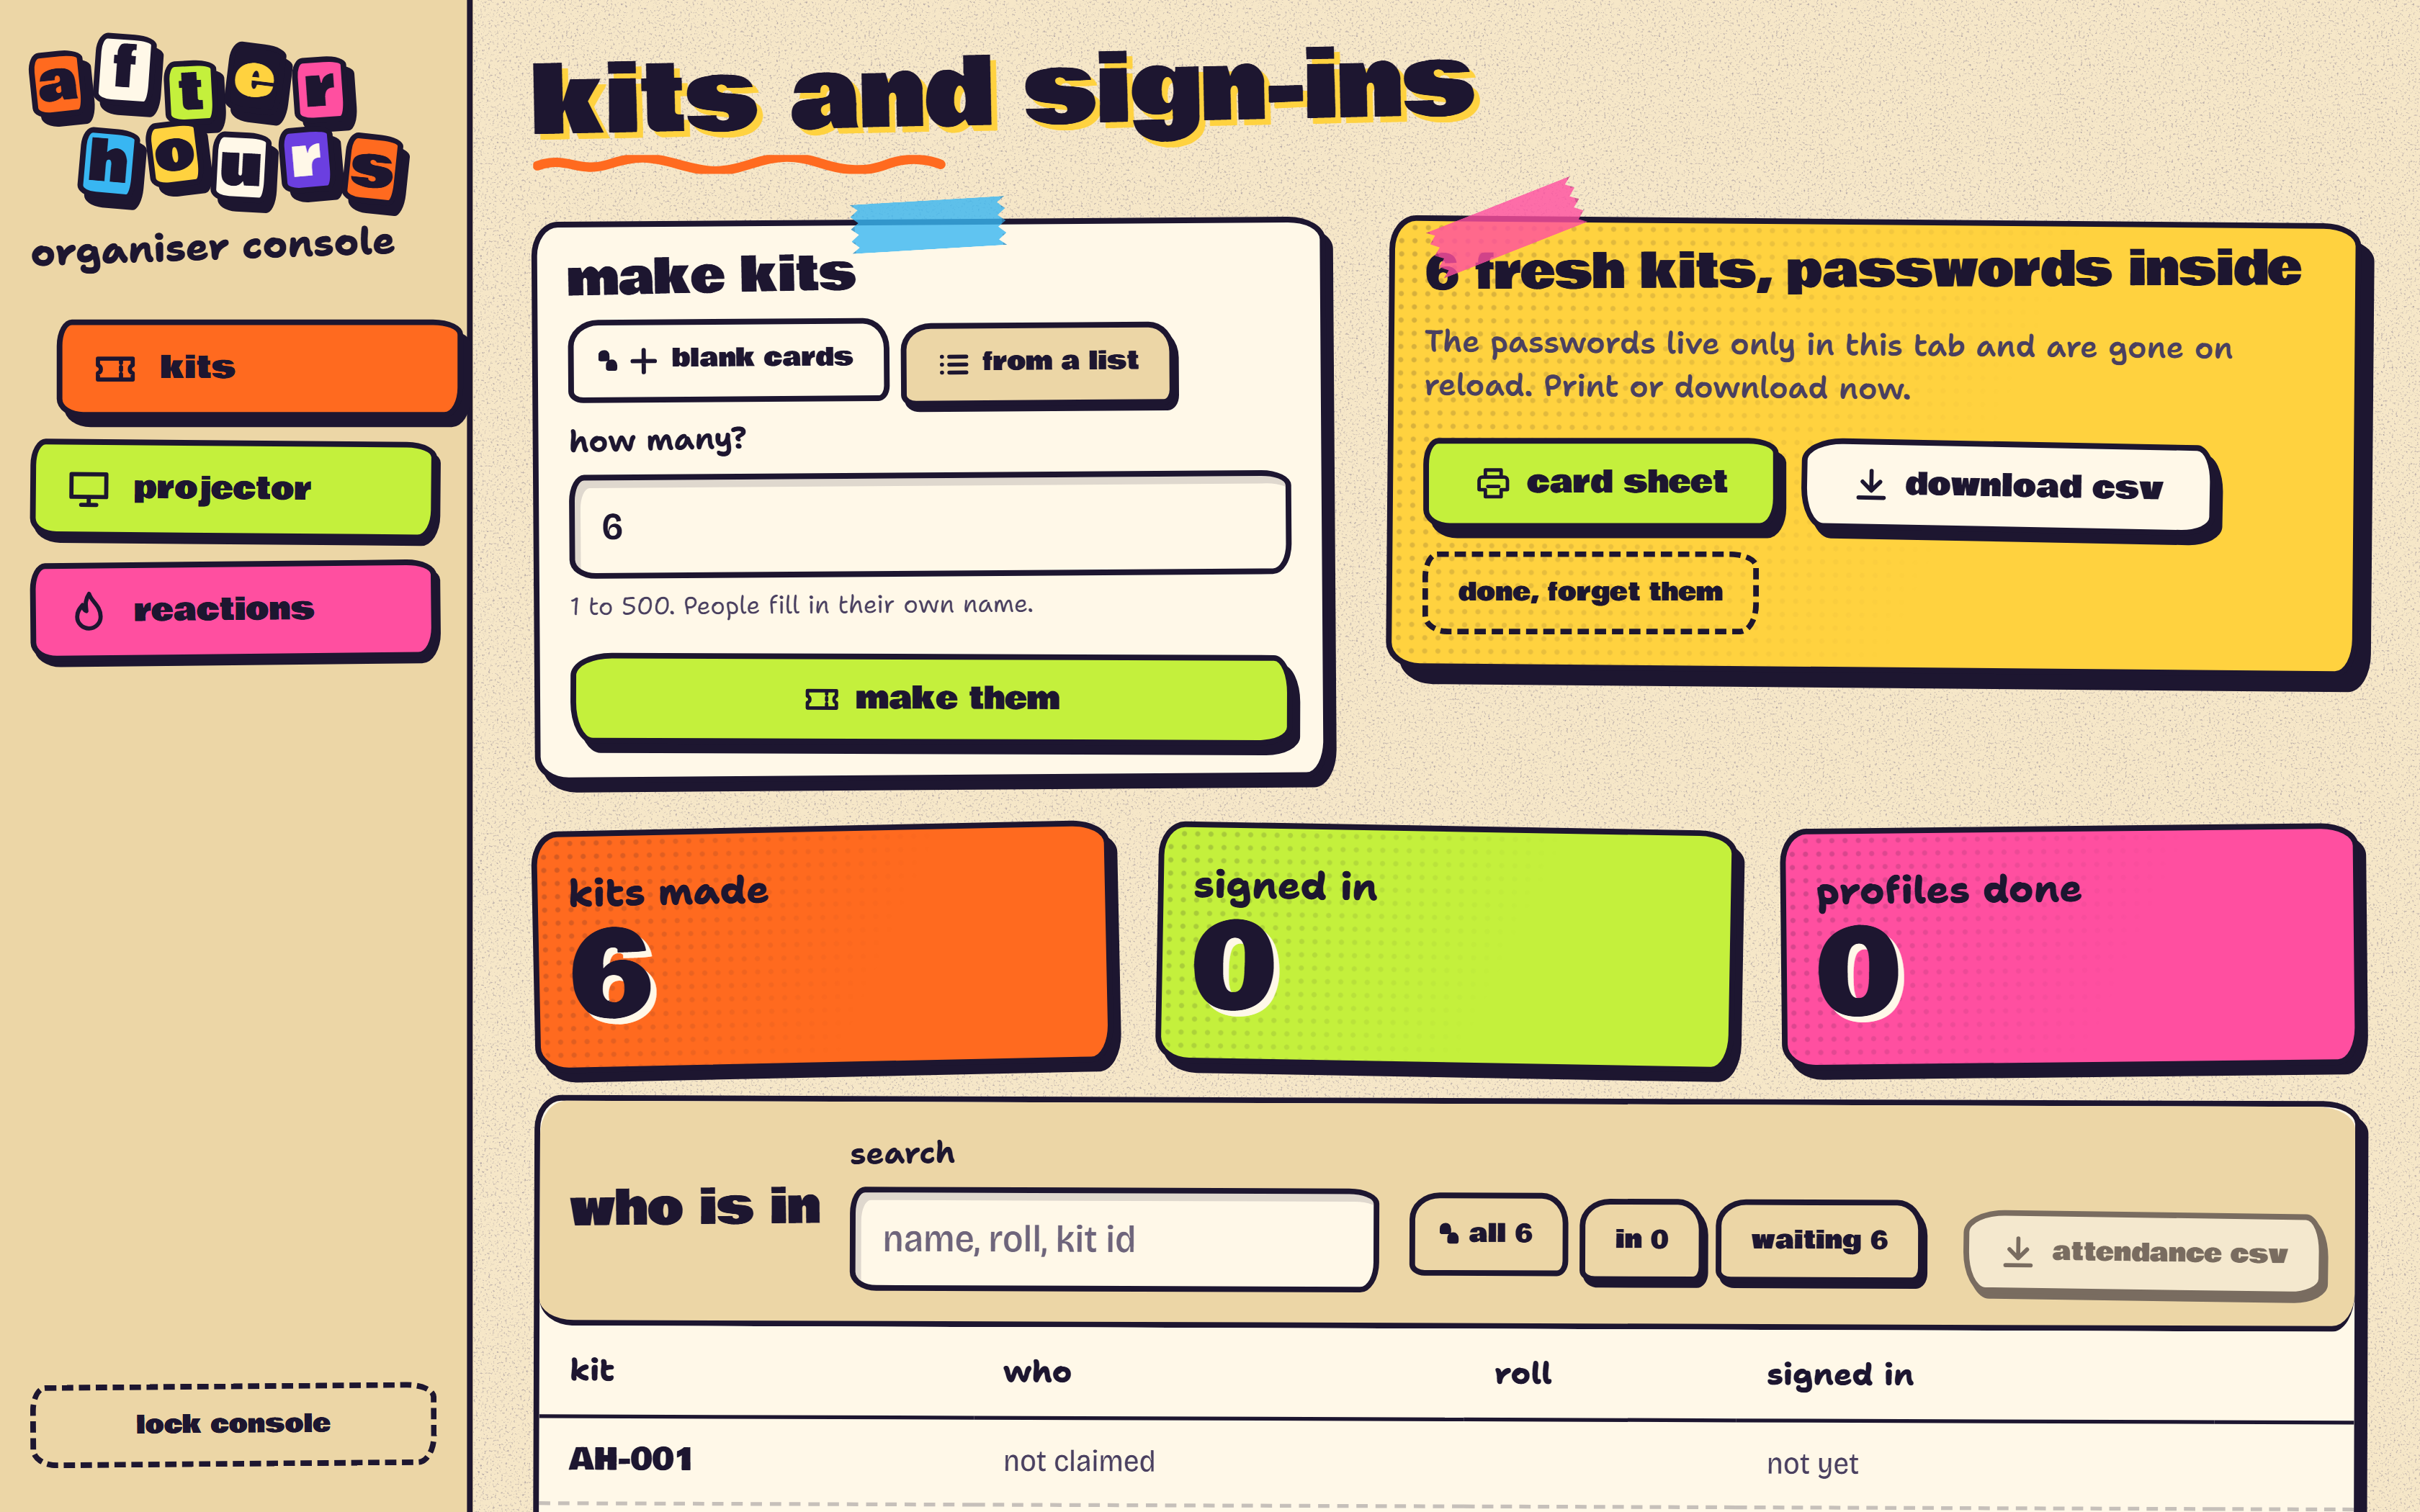 after
hours
organiser console
kits
projector
reactions
lock console
kits and sign-ins
make kits
blank cards
from a list
how many?
6
1 to 500. People fill in their own name.
make them
6 fresh kits, passwords inside
The passwords live only in this tab and are gone on
reload. Print or download now.
card sheet
download csv
done, forget them
kits made
6
signed in
0
profiles done
0
who is in
search
name, roll, kit id
all 6
in 0
waiting 6
attendance csv
kit who roll signed in
AH-001 not claimed not yet